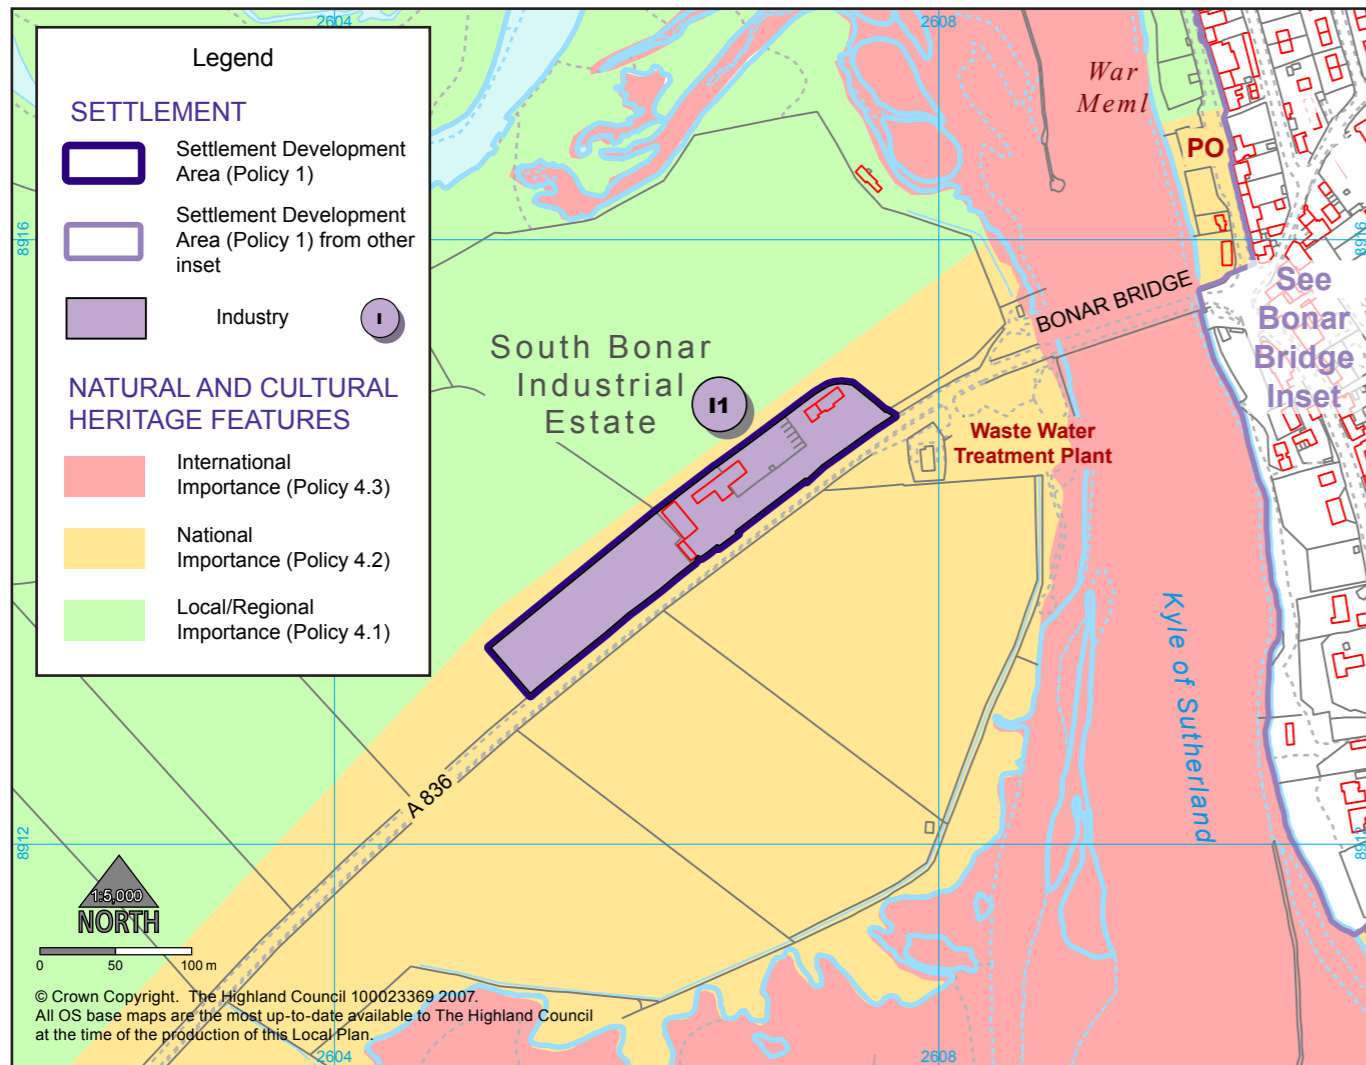 2604
2608
Legend
SETTLEMENT
Settlement Development
Area (Policy 1)
Settlement Development
Area (Policy 1) from other
inset
Industry
I
NATURAL AND CULTURAL
HERITAGE FEATURES
International
Importance (Policy 4.3)
National
Importance (Policy 4.2)
Local/Regional
Importance (Policy 4.1)
War
Meml
PO
8916
8916
BONAR BRIDGE
See
Bonar
Bridge
Inset
South Bonar
Industrial
Estate
I1
Waste Water
Treatment Plant
Kyle of Sutherland
A 836
8912
8912
1:5,000
NORTH
0 50 100 m
© Crown Copyright. The Highland Council 100023369 2007.
All OS base maps are the most up-to-date available to The Highland Council
at the time of the production of this Local Plan.
2604
2608